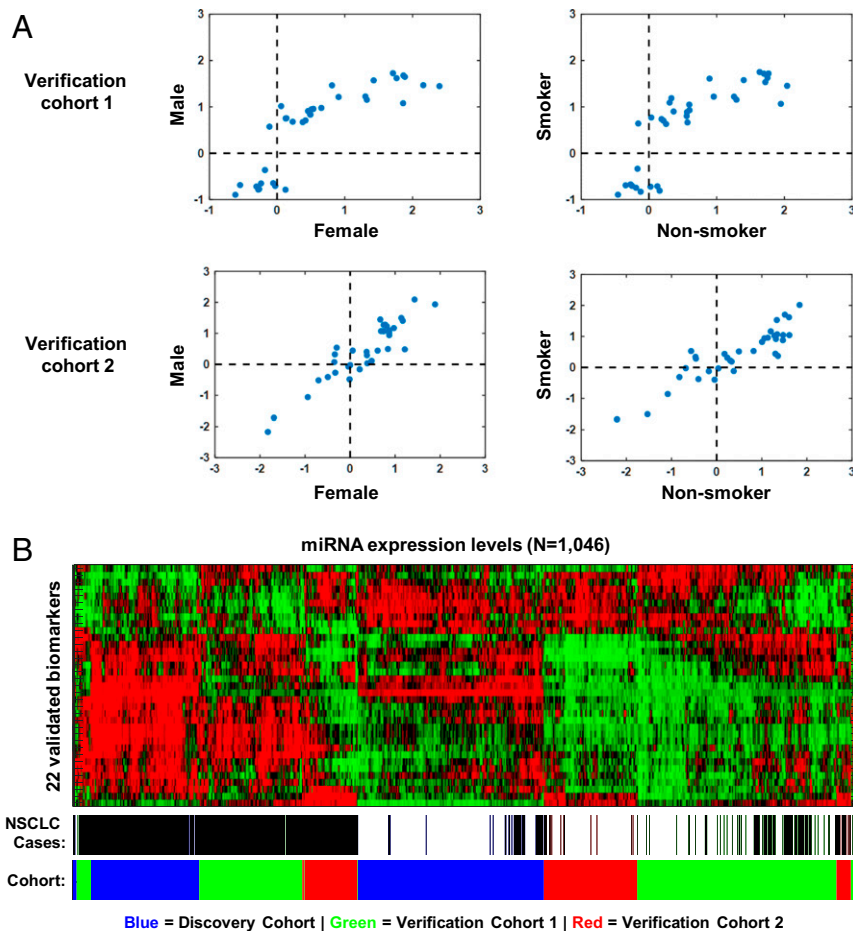 A
Verification
cohort 1
Male
3
2
1
0
-1
-1 0 1 2 3
Female
Smoker
3
2
1
0
-1
-1 0 1 2 3
Non-smoker
Verification
cohort 2
Male
3
2
1
0
-1
-2
-3
-3 -2 -1 0 1 2 3
Female
Smoker
3
2
1
0
-1
-2
-3
-3 -2 -1 0 1 2 3
Non-smoker
B
miRNA expression levels (N=1,046)
22 validated biomarkers
NSCLC
Cases:
Cohort:
Blue = Discovery Cohort | Green = Verification Cohort 1 | Red = Verification Cohort 2